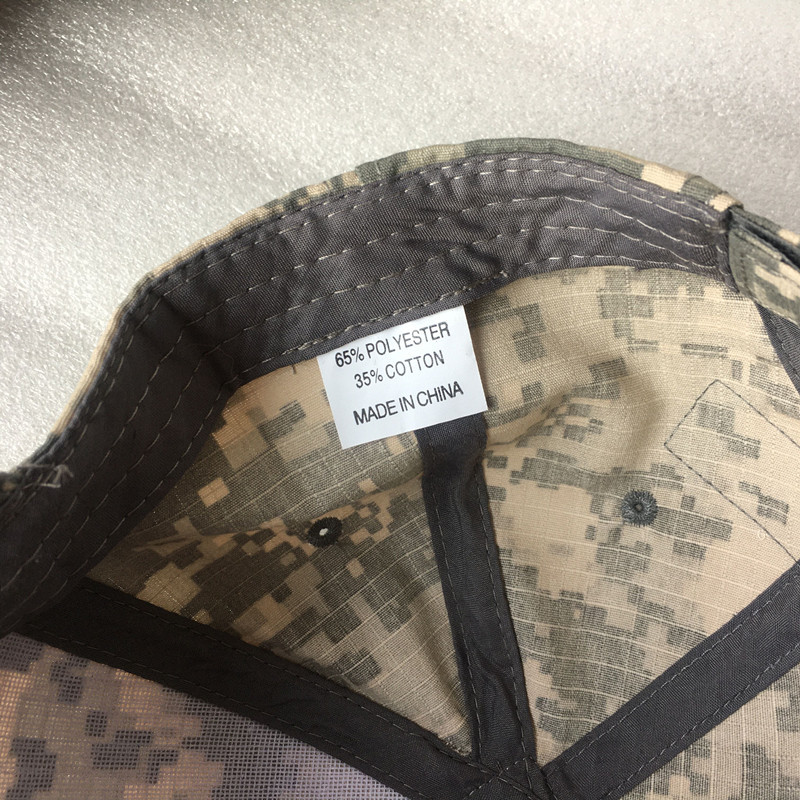 65% POLYESTER
35% COTTON
MADE IN CHINA